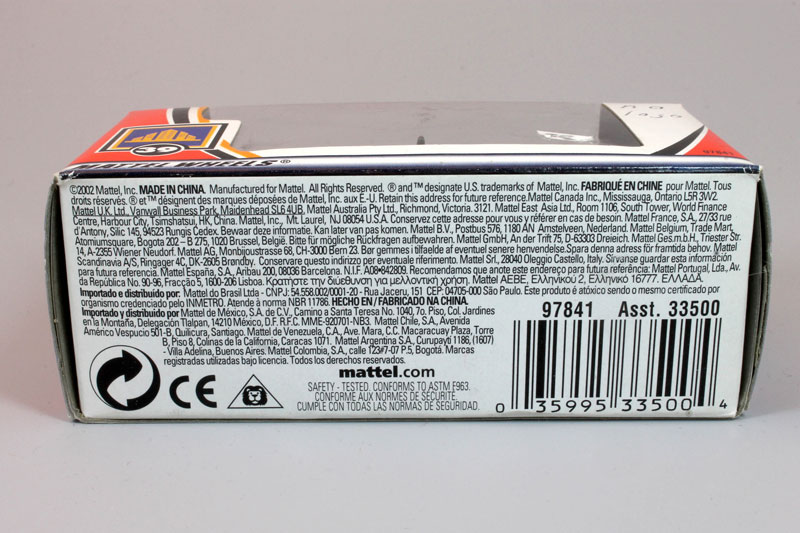 97841
©2002 Mattel, Inc. MADE IN CHINA. Manufactured for Mattel. All Rights Reserved. ® and ™ designate U.S. trademarks of Mattel, Inc. FABRIQUÉ EN CHINE pour Mattel. Tous
droits réservés. ® et ™ désignent des marques déposées de Mattel, Inc. aux E.-U. Retain this address for future reference. Mattel Canada Inc., Mississauga, Ontario L5R 3W2.
Mattel U.K. Ltd., Vanwall Business Park, Maidenhead SL6 4UB. Mattel Australia Pty Ltd., Richmond, Victoria. 3121. Mattel East Asia Ltd., Room 1106, South Tower, World Finance
Centre, Harbour City, Tsimshatsui, HK, China. Mattel, Inc., Mt. Laurel, NJ 08054 U.S.A. Conservez cette adresse pour vous y référer en cas de besoin. Mattel France, S.A., 27/33 rue
d'Antony, Silic 145, 94523 Rungis Cedex. Bewaar deze informatie. Kan later van pas komen. Mattel B.V., Postbus 576, 1180 AN Amstelveen, Nederland. Mattel Belgium, Trade Mart,
Atomiumsquare, Bogota 202 – B 275, 1020 Brussel, België. Bitte für mögliche Rückfragen aufbewahren. Mattel GmbH, An der Trift 75, D-63303 Dreieich. Mattel Ges.m.b.H., Triester Str.
14, A-2355 Wiener Neudorf. Mattel AG, Monbijoustrasse 68, CH-3000 Bern 23. Bør gemmes i tilfælde af eventuel senere henvendelse. Spara denna adress för framtida behov. Mattel
Scandinavia A/S, Ringager 4C, DK-2605 Brøndby. Conservare questo indirizzo per eventuale riferimento. Mattel Srl, 28040 Oleggio Castello, Italy. Sírvanse guardar esta información
para futura referencia. Mattel España, S.A., Aribau 200, 08036 Barcelona. N.I.F. A08842809. Recomendamos que anote este endereço para futura referência: Mattel Portugal, Lda., Av.
da República No. 90-96, Fracção 5, 1600-206 Lisboa. Κρατήστε την διεύθυνση για μελλοντική χρήση. Mattel AEBE, Ελληνικού 2, Ελληνικό 16777. ΕΛΛΑΔΑ.
Importado e distribuido por: Mattel do Brasil Ltda - CNPJ: 54.558.002/0001-20 - Rua Jaceru, 151 CEP: 04705-000 São Paulo. Este produto é atóxico sendo o mesmo certificado por
organismo credenciado pelo INMETRO. Atende à norma NBR 11786. HECHO EN / FABRICADO NA CHINA.
Importado y distribuido por: Mattel de México, S.A. de C.V., Camino a Santa Teresa No. 1040, 7o. Piso, Col. Jardines
en la Montaña, Delegación Tlalpan, 14210 México, D.F. R.F.C. MME-920701-NB3. Mattel Chile, S.A., Avenida
Américo Vespucio 501-B, Quilicura, Santiago. Mattel de Venezuela, C.A., Ave. Mara, C.C. Macaracuay Plaza, Torre
B, Piso 8, Colinas de la California, Caracas 1071. Mattel Argentina S.A., Curupayti 1186, (1607)
- Villa Adelina, Buenos Aires. Mattel Colombia, S.A., calle 123#7-07 P.5, Bogotá. Marcas
registradas utilizadas bajo licencia. Todos los derechos reservados.
97841 Asst. 33500
mattel.com
SAFETY - TESTED. CONFORMS TO ASTM F963.
CONFORME AUX NORMES DE SÉCURITÉ.
CUMPLE CON TODAS LAS NORMAS DE SEGURIDAD.
CE
0 35995 33500 4